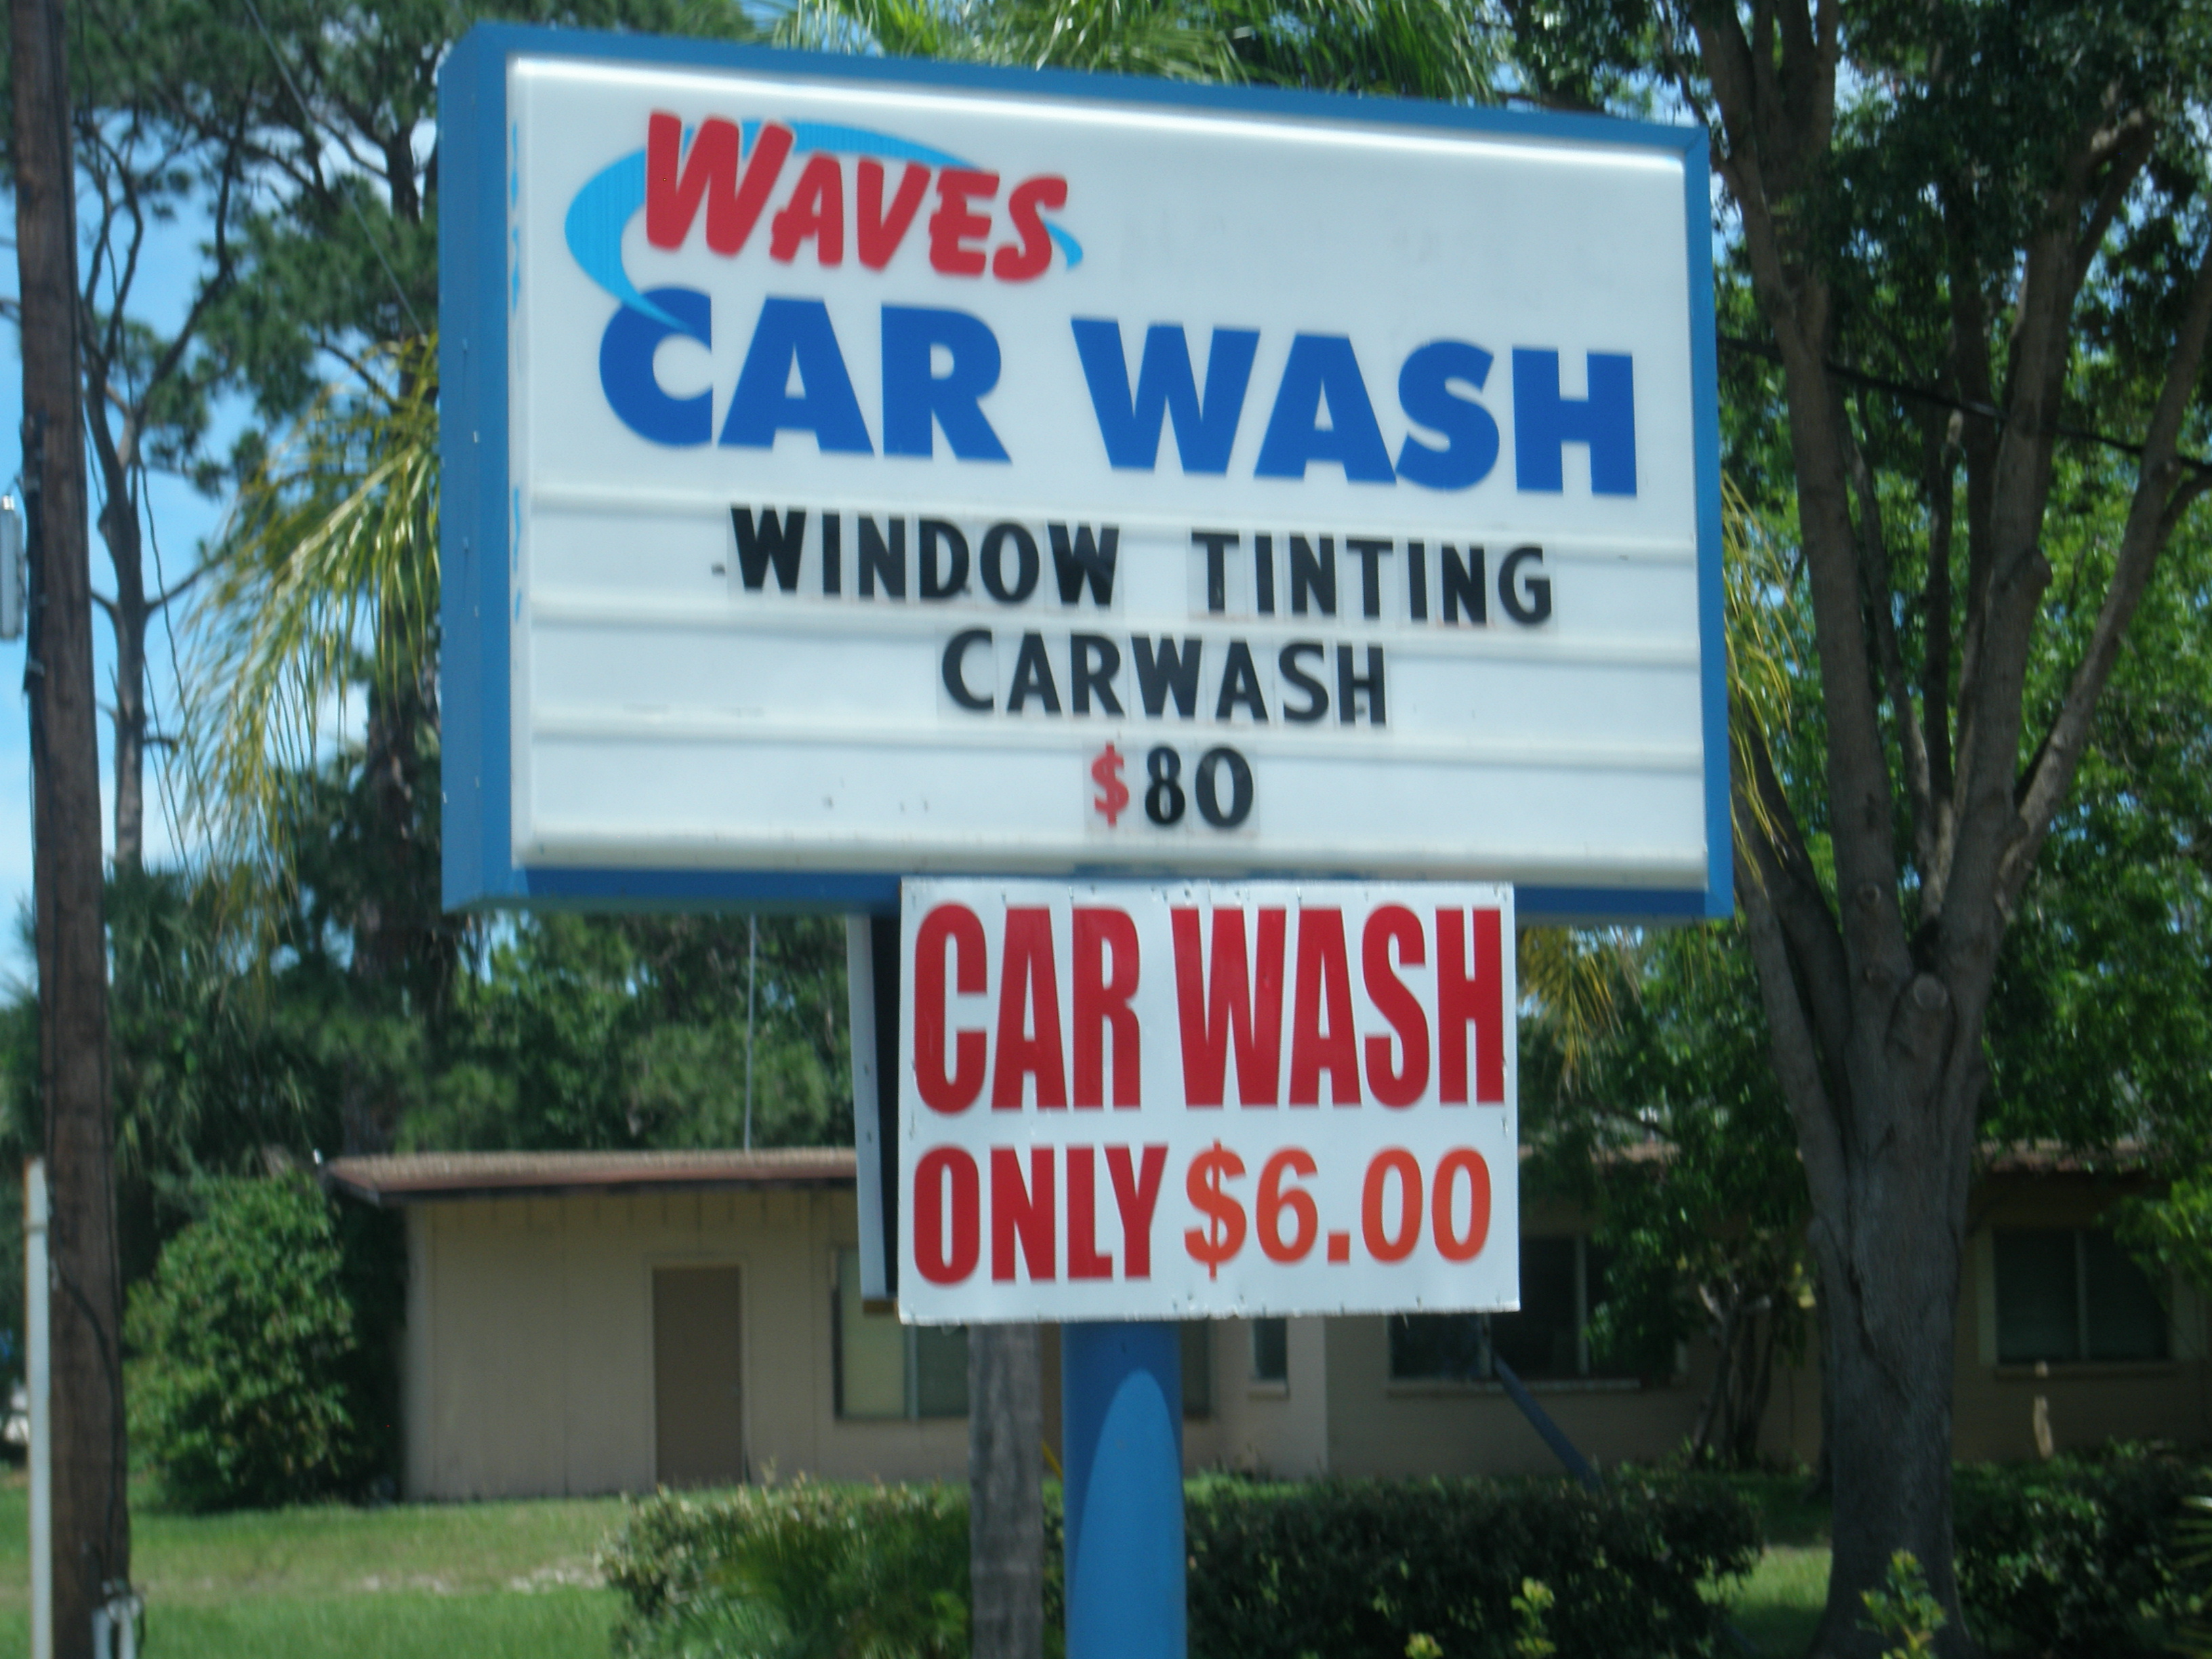 WAVES
CAR WASH
WINDOW TINTING
CARWASH
$80
CAR WASH
ONLY $6.00